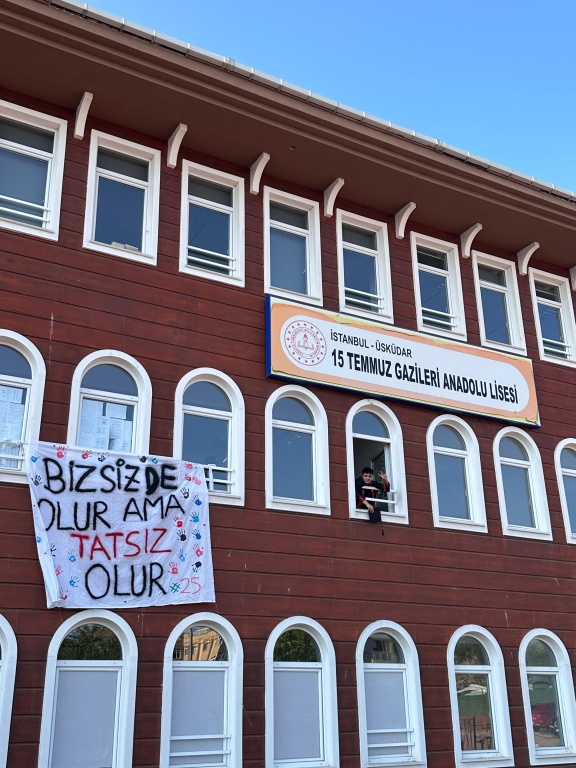 İSTANBUL - ÜSKÜDAR
15 TEMMUZ GAZİLERİ ANADOLU LİSESİ
BİZSİZ DE
OLUR AMA
TATSIZ
OLUR
#25